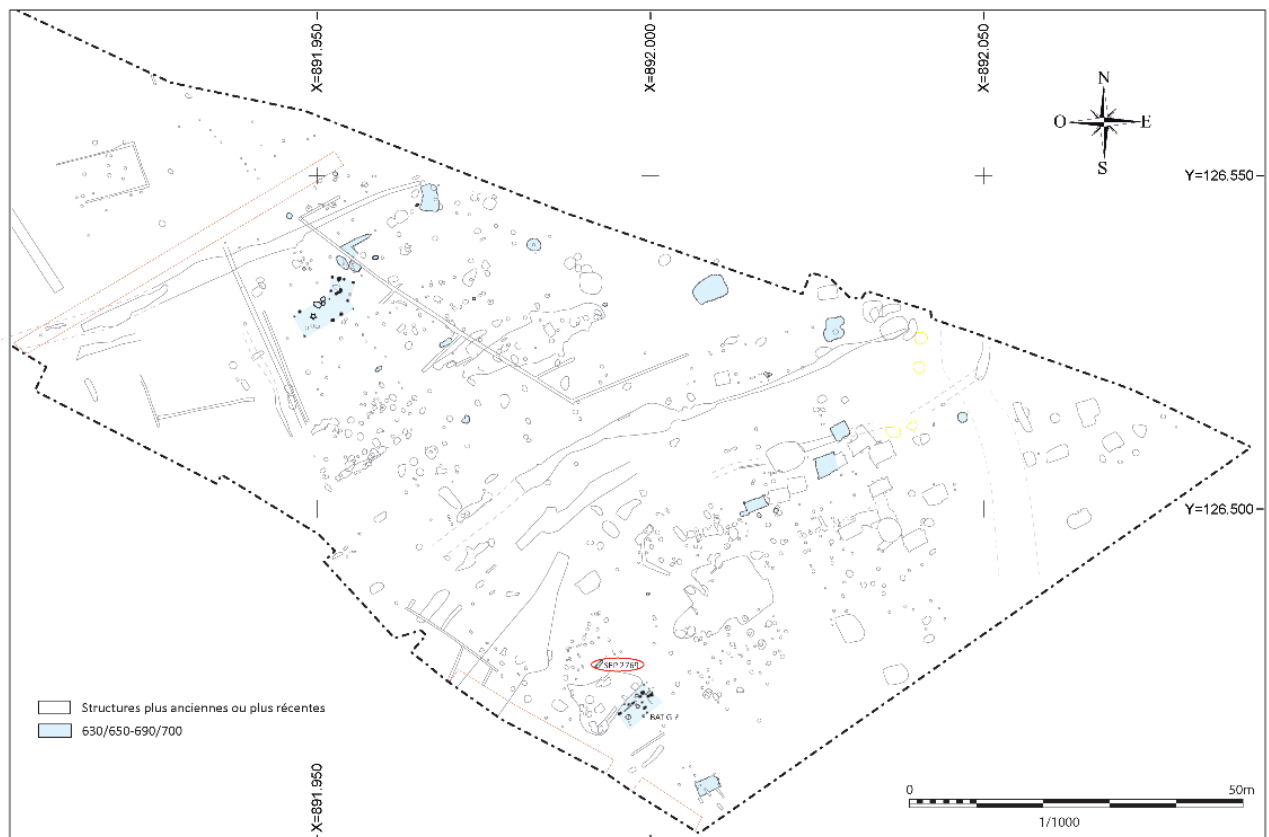 X=891.950
X=892.000
X=892.050
N
O
E
S
Y=126.550
Y=126.500
SEP 2769
BAT G ?
Structures plus anciennes ou plus récentes
630/650-690/700
X=891.950
0
50m
1/1000